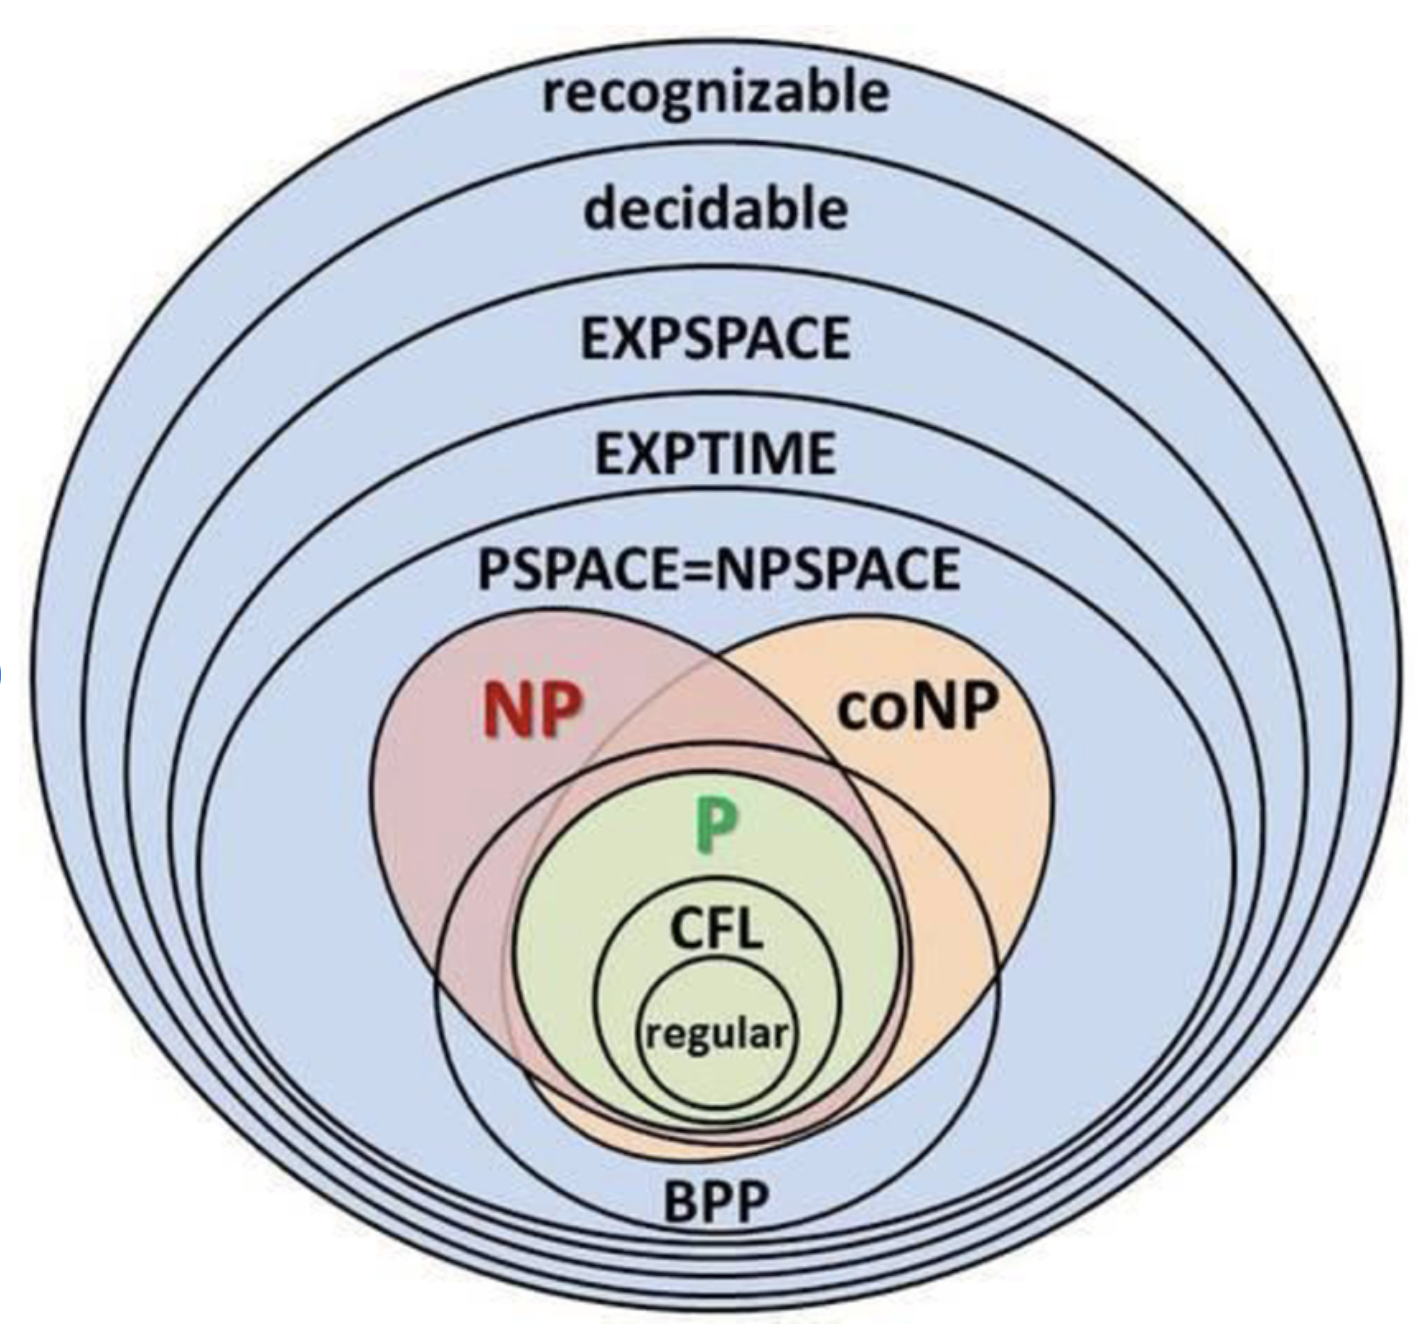 recognizable
decidable
EXPSPACE
EXPTIME
PSPACE=NPSPACE
NP
coNP
P
CFL
regular
BPP